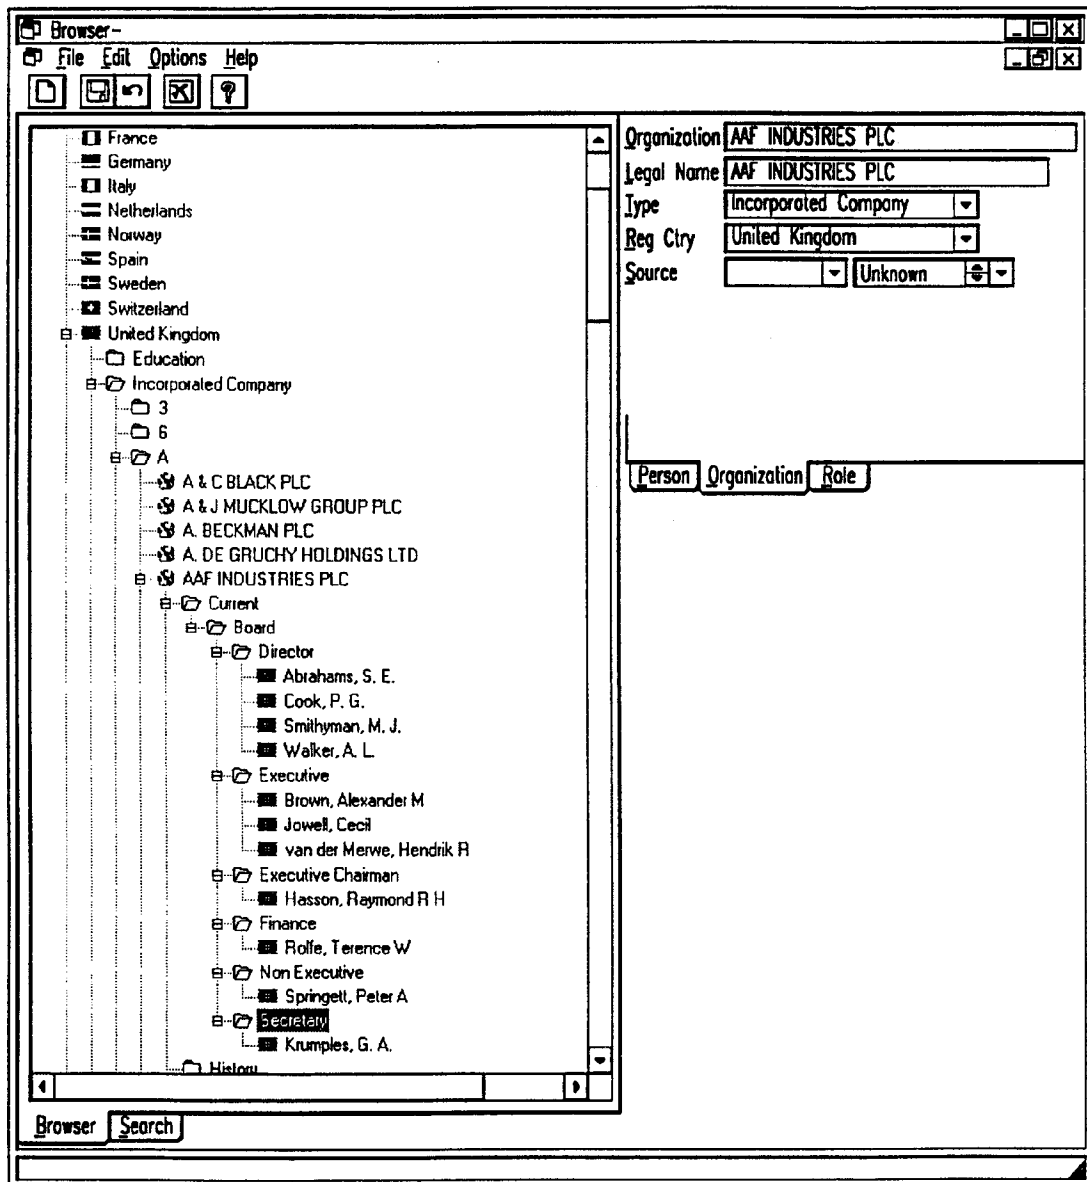 Browser-
File Edit Options Help
France
Germany
Italy
Netherlands
Norway
Spain
Sweden
Switzerland
United Kingdom
Education
Incorporated Company
3
6
A
A & C BLACK PLC
A & J MUCKLOW GROUP PLC
A. BECKMAN PLC
A. DE GRUCHY HOLDINGS LTD
AAF INDUSTRIES PLC
Current
Board
Director
Abrahams, S. E.
Cook, P. G.
Smithyman, M. J.
Walker, A. L.
Executive
Brown, Alexander M
Jowell, Cecil
van der Merwe, Hendrik R
Executive Chairman
Hasson, Raymond R H
Finance
Rolfe, Terence W
Non Executive
Springett, Peter A
Secretary
Krumples, G. A.
History
Browser Search
Organization AAF INDUSTRIES PLC
Legal Name AAF INDUSTRIES PLC
Type Incorporated Company
Reg Ctry United Kingdom
Source Unknown
Person Organization Role